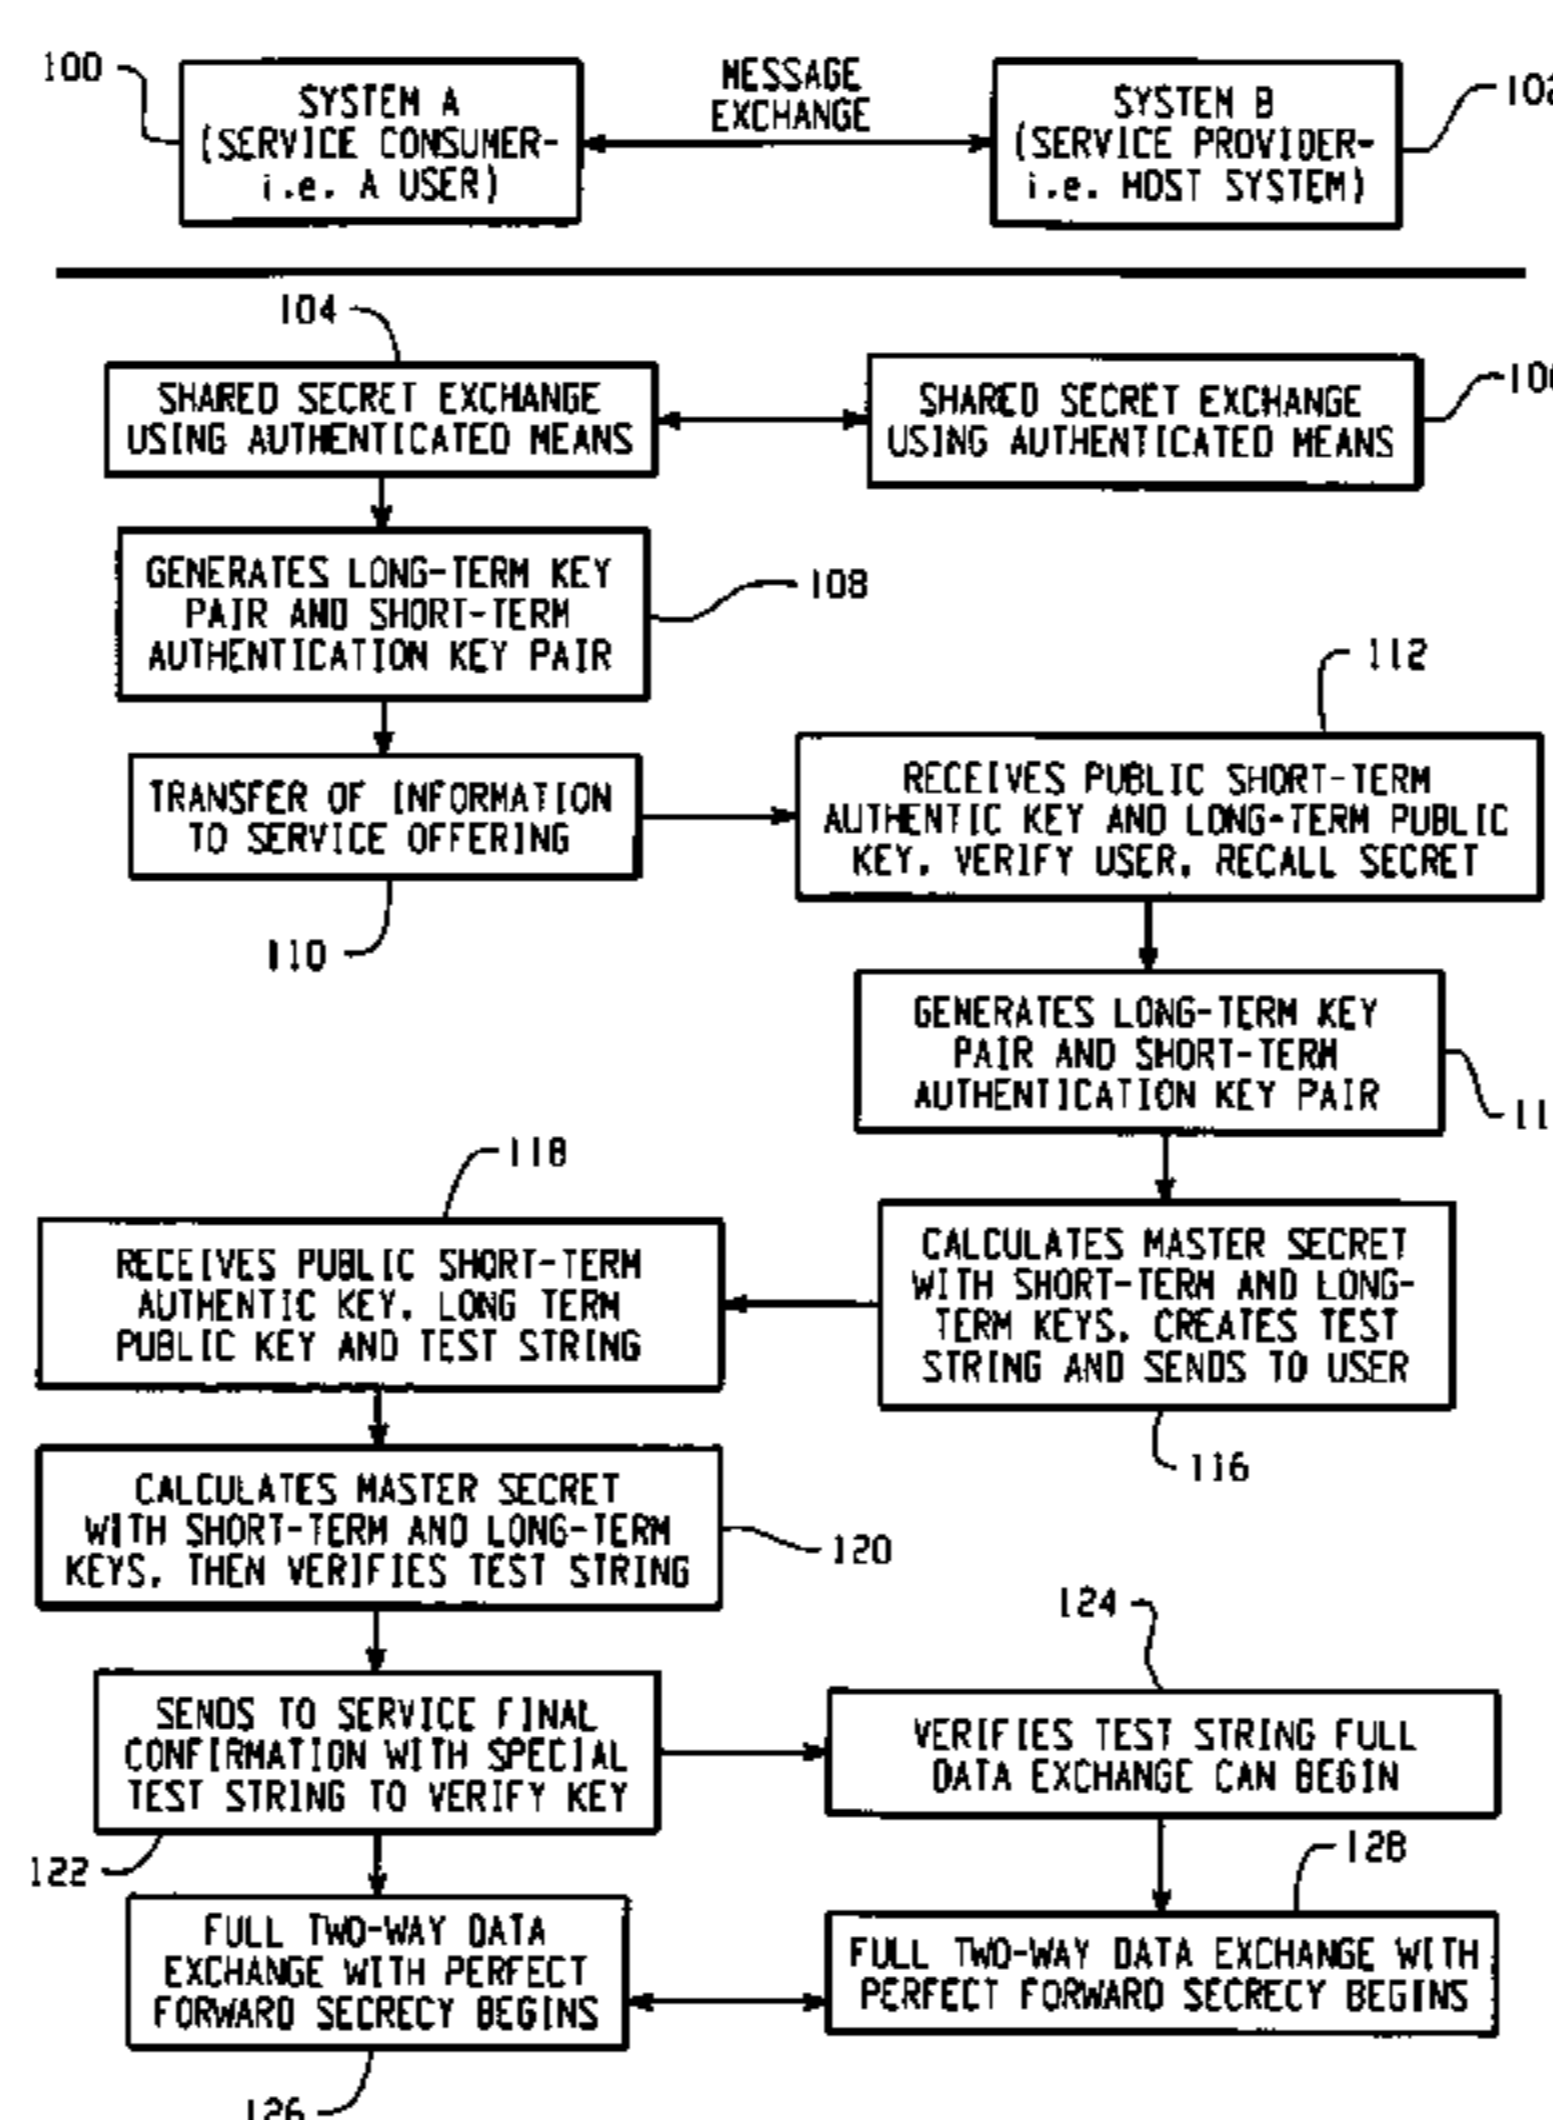 100
SYSTEM A
(SERVICE CONSUMER-
i.e. A USER)
MESSAGE
EXCHANGE
SYSTEM B
(SERVICE PROVIDER-
i.e. HOST SYSTEM)
104
SHARED SECRET EXCHANGE
USING AUTHENTICATED MEANS
SHARED SECRET EXCHANGE
USING AUTHENTICATED MEANS
GENERATES LONG-TERM KEY
PAIR AND SHORT-TERM
AUTHENTICATION KEY PAIR
108
TRANSFER OF INFORMATION
TO SERVICE OFFERING
110
112
RECEIVES PUBLIC SHORT-TERM
AUTHENTIC KEY AND LONG-TERM PUBLIC
KEY, VERIFY USER, RECALL SECRET
GENERATES LONG-TERM KEY
PAIR AND SHORT-TERM
AUTHENTICATION KEY PAIR
CALCULATES MASTER SECRET
WITH SHORT-TERM AND LONG-
TERM KEYS, CREATES TEST
STRING AND SENDS TO USER
116
118
RECEIVES PUBLIC SHORT-TERM
AUTHENTIC KEY, LONG TERM
PUBLIC KEY AND TEST STRING
CALCULATES MASTER SECRET
WITH SHORT-TERM AND LONG-TERM
KEYS, THEN VERIFIES TEST STRING
120
SENDS TO SERVICE FINAL
CONFIRMATION WITH SPECIAL
TEST STRING TO VERIFY KEY
122
124
VERIFIES TEST STRING FULL
DATA EXCHANGE CAN BEGIN
FULL TWO-WAY DATA
EXCHANGE WITH PERFECT
FORWARD SECRECY BEGINS
126
128
FULL TWO-WAY DATA EXCHANGE WITH
PERFECT FORWARD SECRECY BEGINS